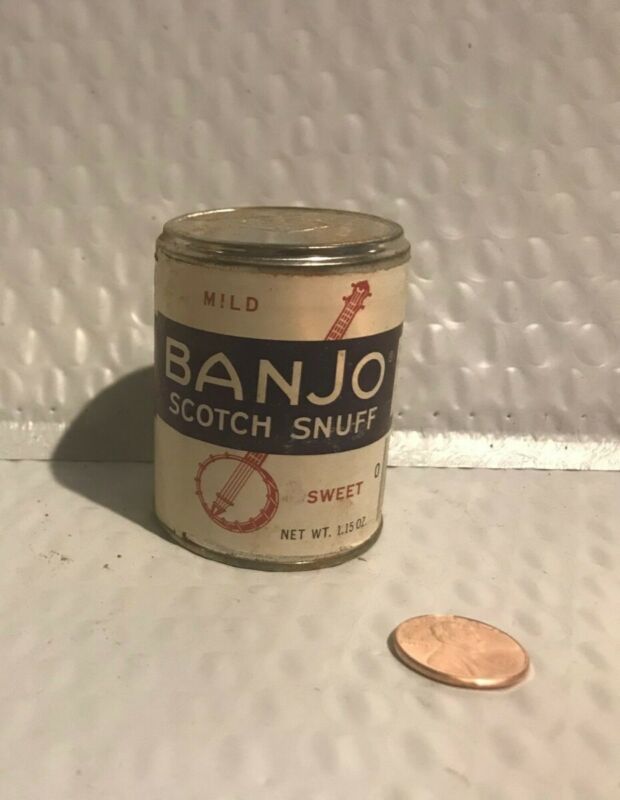 MILD
BANJO®
SCOTCH SNUFF
SWEET
NET WT. 1.15 OZ.